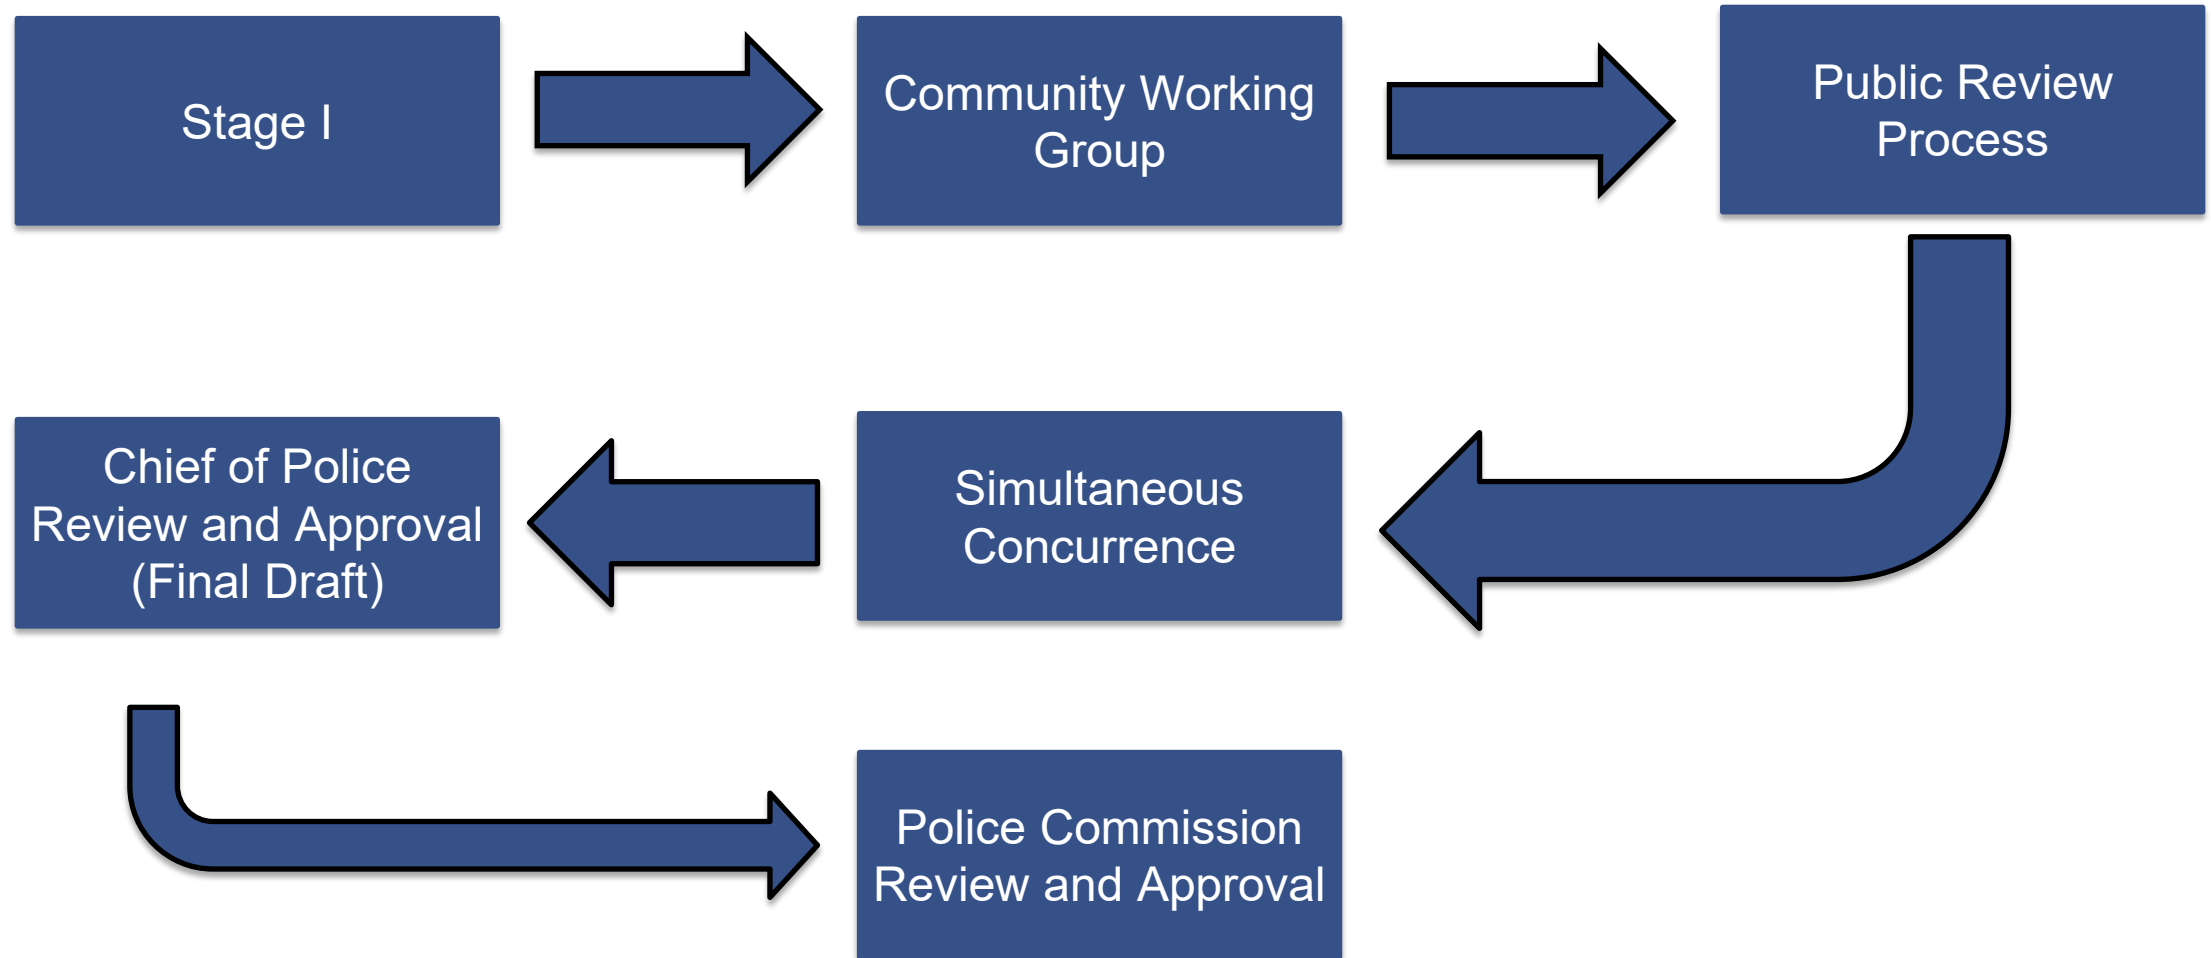 Stage I
Community Working
Group
Public Review
Process
Simultaneous
Concurrence
Chief of Police
Review and Approval
(Final Draft)
Police Commission
Review and Approval